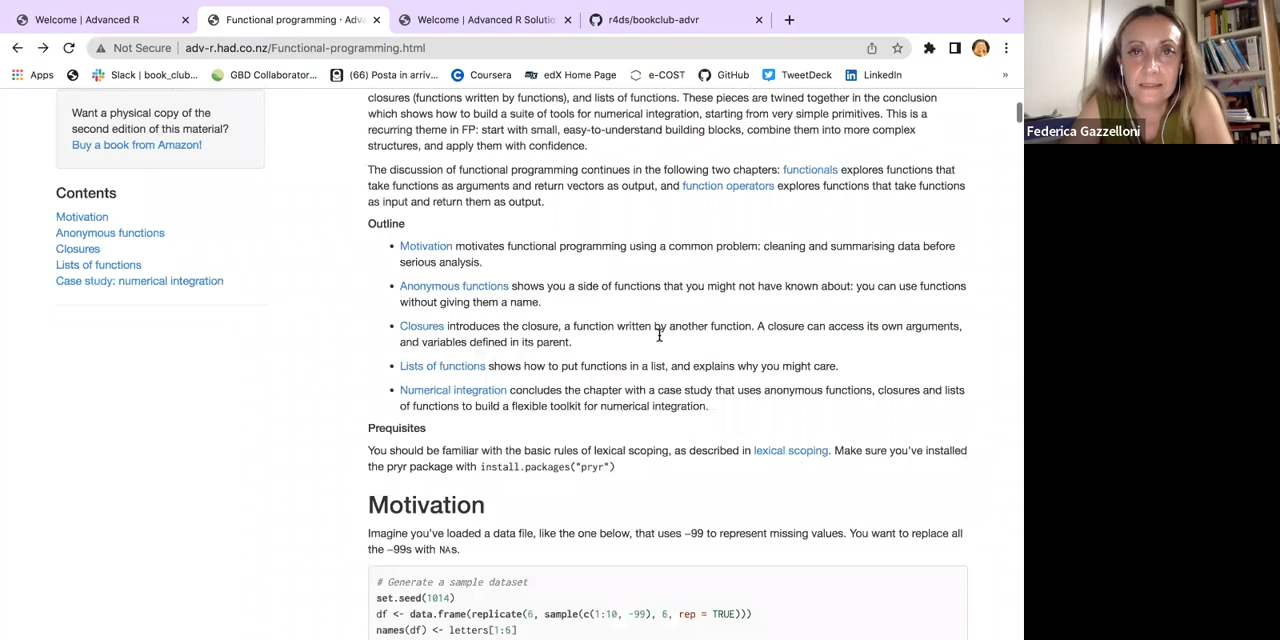 Welcome | Advanced R
Functional programming · Adva
Welcome | Advanced R Solutio
r4ds/bookclub-advr
Not Secure | adv-r.had.co.nz/Functional-programming.html
Apps
Slack | book_club...
GBD Collaborator...
(66) Posta in arriv...
Coursera
edX Home Page
e-COST
GitHub
TweetDeck
LinkedIn
»
Federica Gazzelloni
Want a physical copy of the
second edition of this material?
Buy a book from Amazon!
Contents
Motivation
Anonymous functions
Closures
Lists of functions
Case study: numerical integration
closures (functions written by functions), and lists of functions. These pieces are twined together in the conclusion
which shows how to build a suite of tools for numerical integration, starting from very simple primitives. This is a
recurring theme in FP: start with small, easy-to-understand building blocks, combine them into more complex
structures, and apply them with confidence.
The discussion of functional programming continues in the following two chapters: functionals explores functions that
take functions as arguments and return vectors as output, and function operators explores functions that take functions
as input and return them as output.
Outline
• Motivation motivates functional programming using a common problem: cleaning and summarising data before
serious analysis.
• Anonymous functions shows you a side of functions that you might not have known about: you can use functions
without giving them a name.
• Closures introduces the closure, a function written by another function. A closure can access its own arguments,
and variables defined in its parent.
• Lists of functions shows how to put functions in a list, and explains why you might care.
• Numerical integration concludes the chapter with a case study that uses anonymous functions, closures and lists
of functions to build a flexible toolkit for numerical integration.
Prequisites
You should be familiar with the basic rules of lexical scoping, as described in lexical scoping. Make sure you've installed
the pryr package with install.packages("pryr")
Motivation
Imagine you've loaded a data file, like the one below, that uses −99 to represent missing values. You want to replace all
the −99s with NAs.
# Generate a sample dataset
set.seed(1014)
df <- data.frame(replicate(6, sample(c(1:10, -99), 6, rep = TRUE)))
names(df) <- letters[1:6]